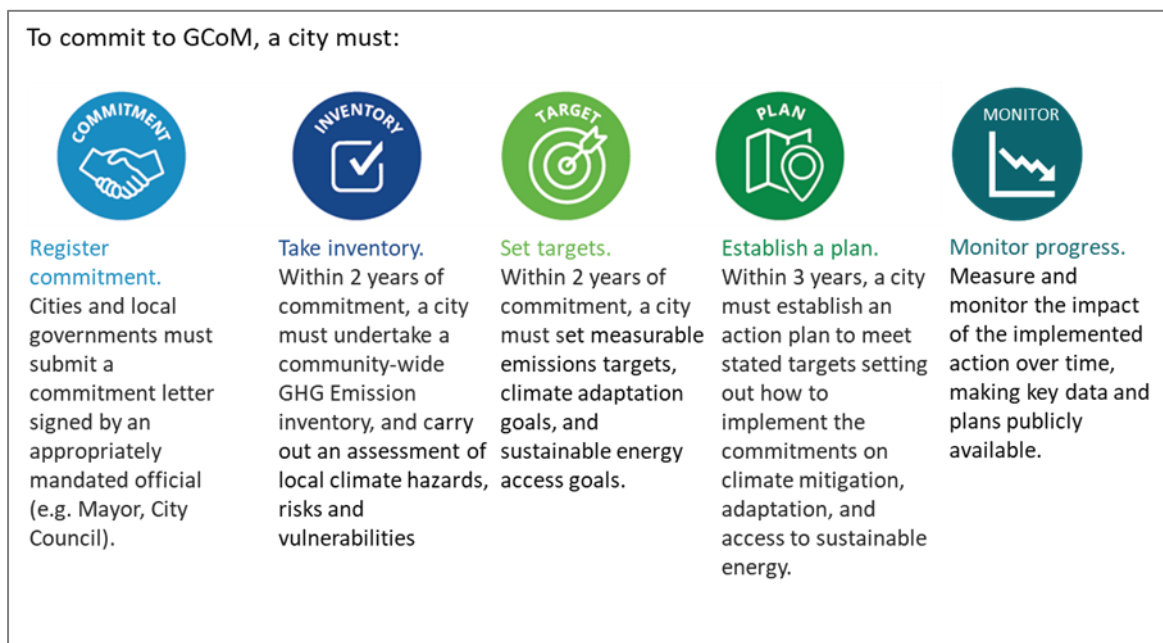 To commit to GCoM, a city must:
COMMITMENT
INVENTORY
TARGET
PLAN
MONITOR
Register
commitment.
Cities and local
governments must
submit a
commitment letter
signed by an
appropriately
mandated official
(e.g. Mayor, City
Council).
Take inventory.
Within 2 years of
commitment, a city
must undertake a
community-wide
GHG Emission
inventory, and carry
out an assessment of
local climate hazards,
risks and
vulnerabilities
Set targets.
Within 2 years of
commitment, a city
must set measurable
emissions targets,
climate adaptation
goals, and
sustainable energy
access goals.
Establish a plan.
Within 3 years, a city
must establish an
action plan to meet
stated targets setting
out how to
implement the
commitments on
climate mitigation,
adaptation, and
access to sustainable
energy.
Monitor progress.
Measure and
monitor the impact
of the implemented
action over time,
making key data and
plans publicly
available.